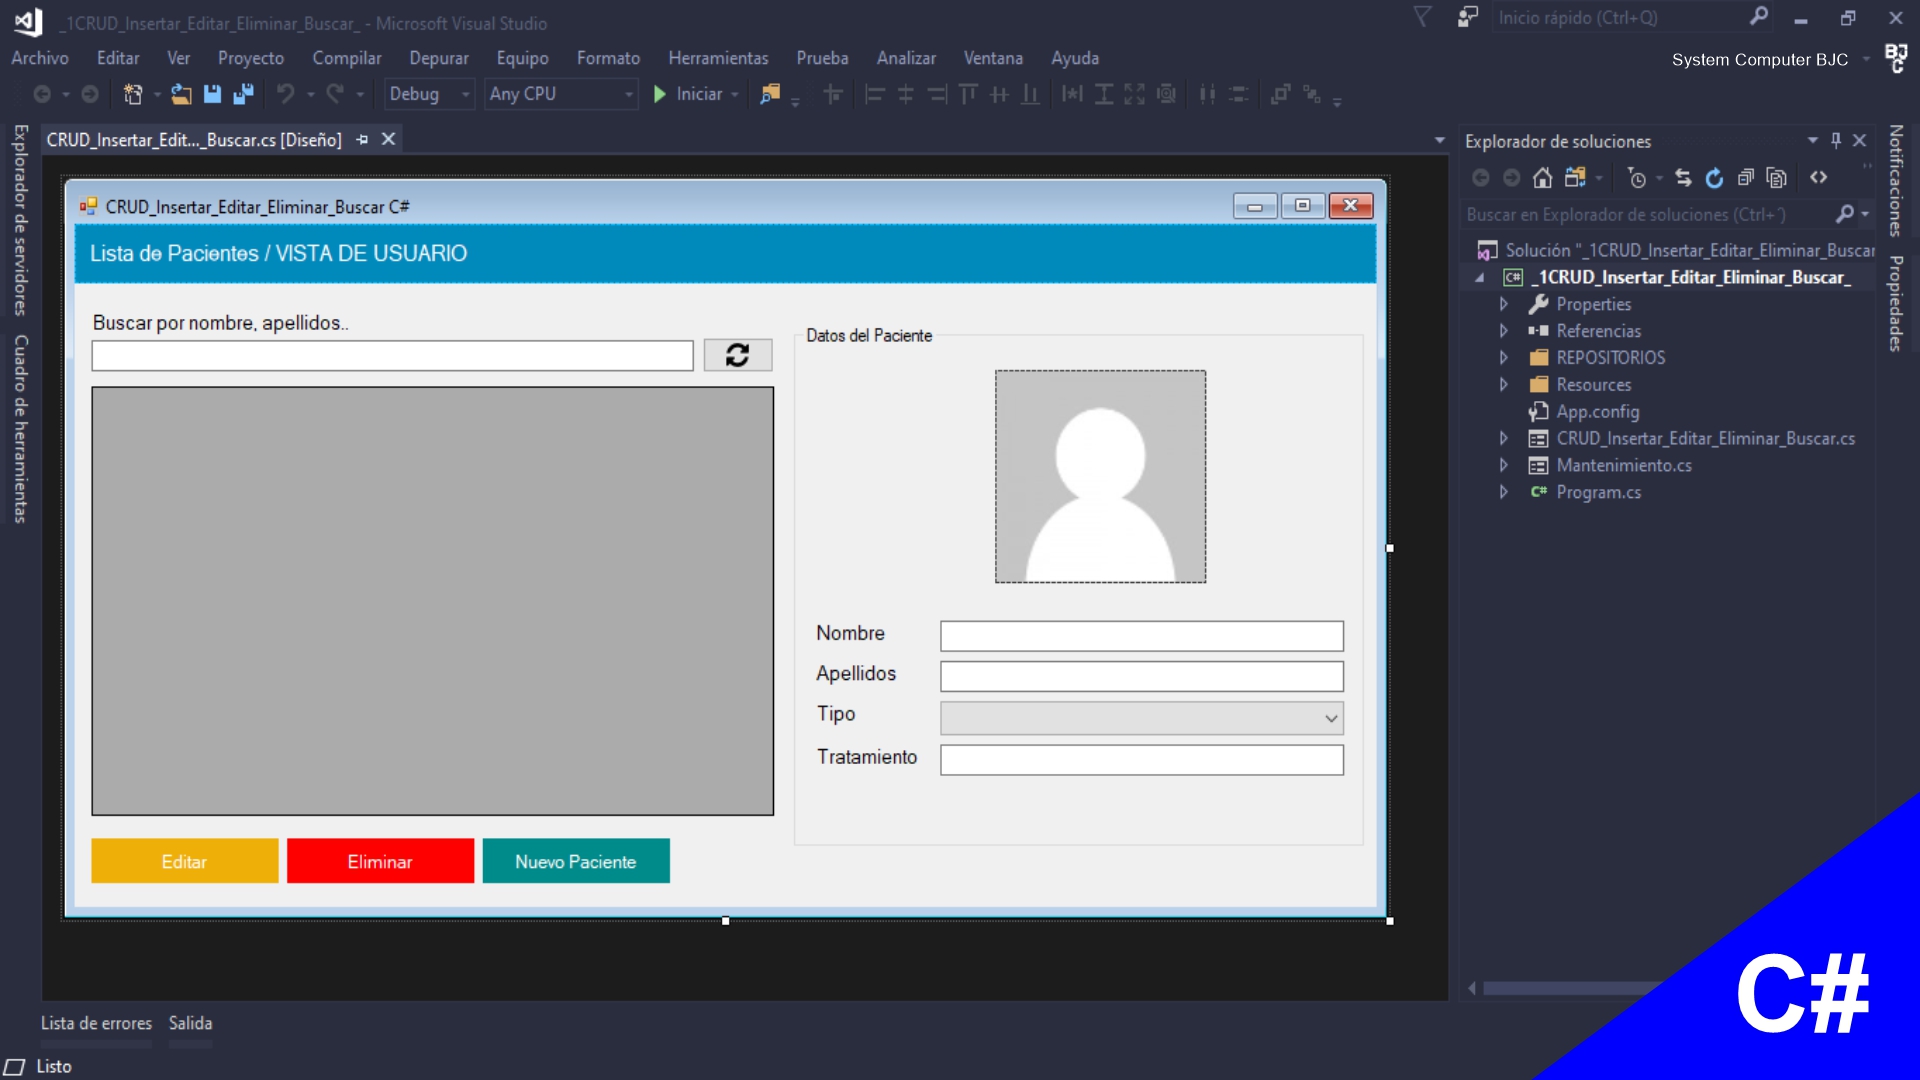 _1CRUD_Insertar_Editar_Eliminar_Buscar_ - Microsoft Visual Studio
Inicio rápido (Ctrl+Q)
Archivo Editar Ver Proyecto Compilar Depurar Equipo Formato Herramientas Prueba Analizar Ventana Ayuda
System Computer BJC
BJC
Debug Any CPU Iniciar
Explorador de servidores
Cuadro de herramientas
CRUD_Insertar_Edit..._Buscar.cs [Diseño]
CRUD_Insertar_Editar_Eliminar_Buscar C#
Lista de Pacientes / VISTA DE USUARIO
Buscar por nombre, apellidos..
Datos del Paciente
Nombre
Apellidos
Tipo
Tratamiento
Editar
Eliminar
Nuevo Paciente
Explorador de soluciones
Buscar en Explorador de soluciones (Ctrl+´)
Solución "_1CRUD_Insertar_Editar_Eliminar_Buscar
C# _1CRUD_Insertar_Editar_Eliminar_Buscar_
Properties
Referencias
REPOSITORIOS
Resources
App.config
CRUD_Insertar_Editar_Eliminar_Buscar.cs
Mantenimiento.cs
C# Program.cs
Notificaciones
Propiedades
C#
Lista de errores Salida
Listo